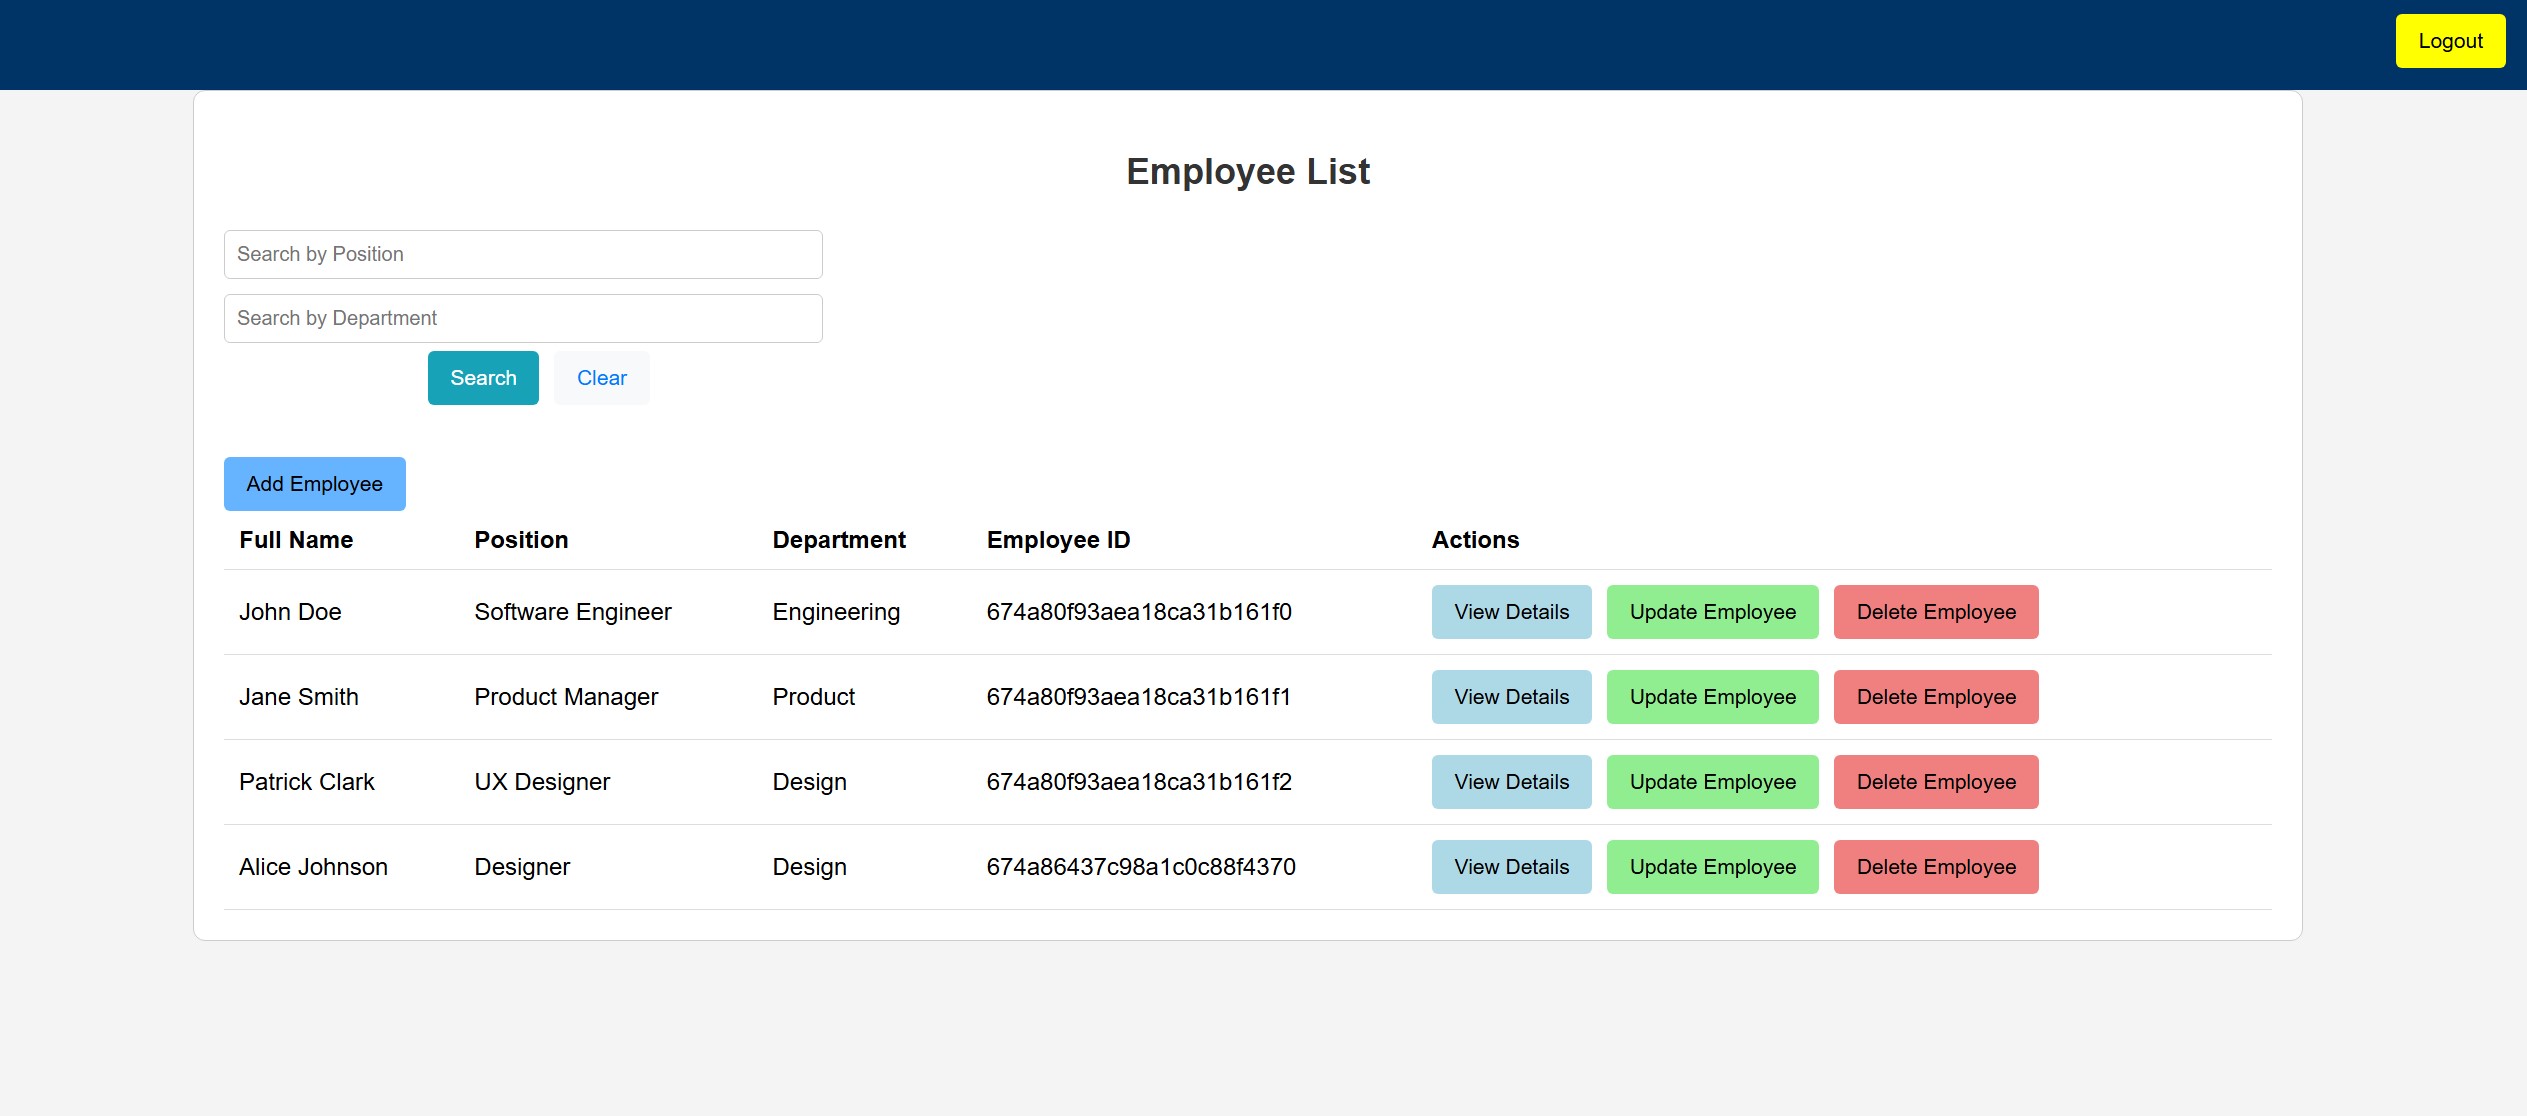 Logout
Employee List
Search by Position
Search by Department
Search Clear
Add Employee
Full Name Position Department Employee ID Actions
John Doe Software Engineer Engineering 674a80f93aea18ca31b161f0 View Details Update Employee Delete Employee
Jane Smith Product Manager Product 674a80f93aea18ca31b161f1 View Details Update Employee Delete Employee
Patrick Clark UX Designer Design 674a80f93aea18ca31b161f2 View Details Update Employee Delete Employee
Alice Johnson Designer Design 674a86437c98a1c0c88f4370 View Details Update Employee Delete Employee